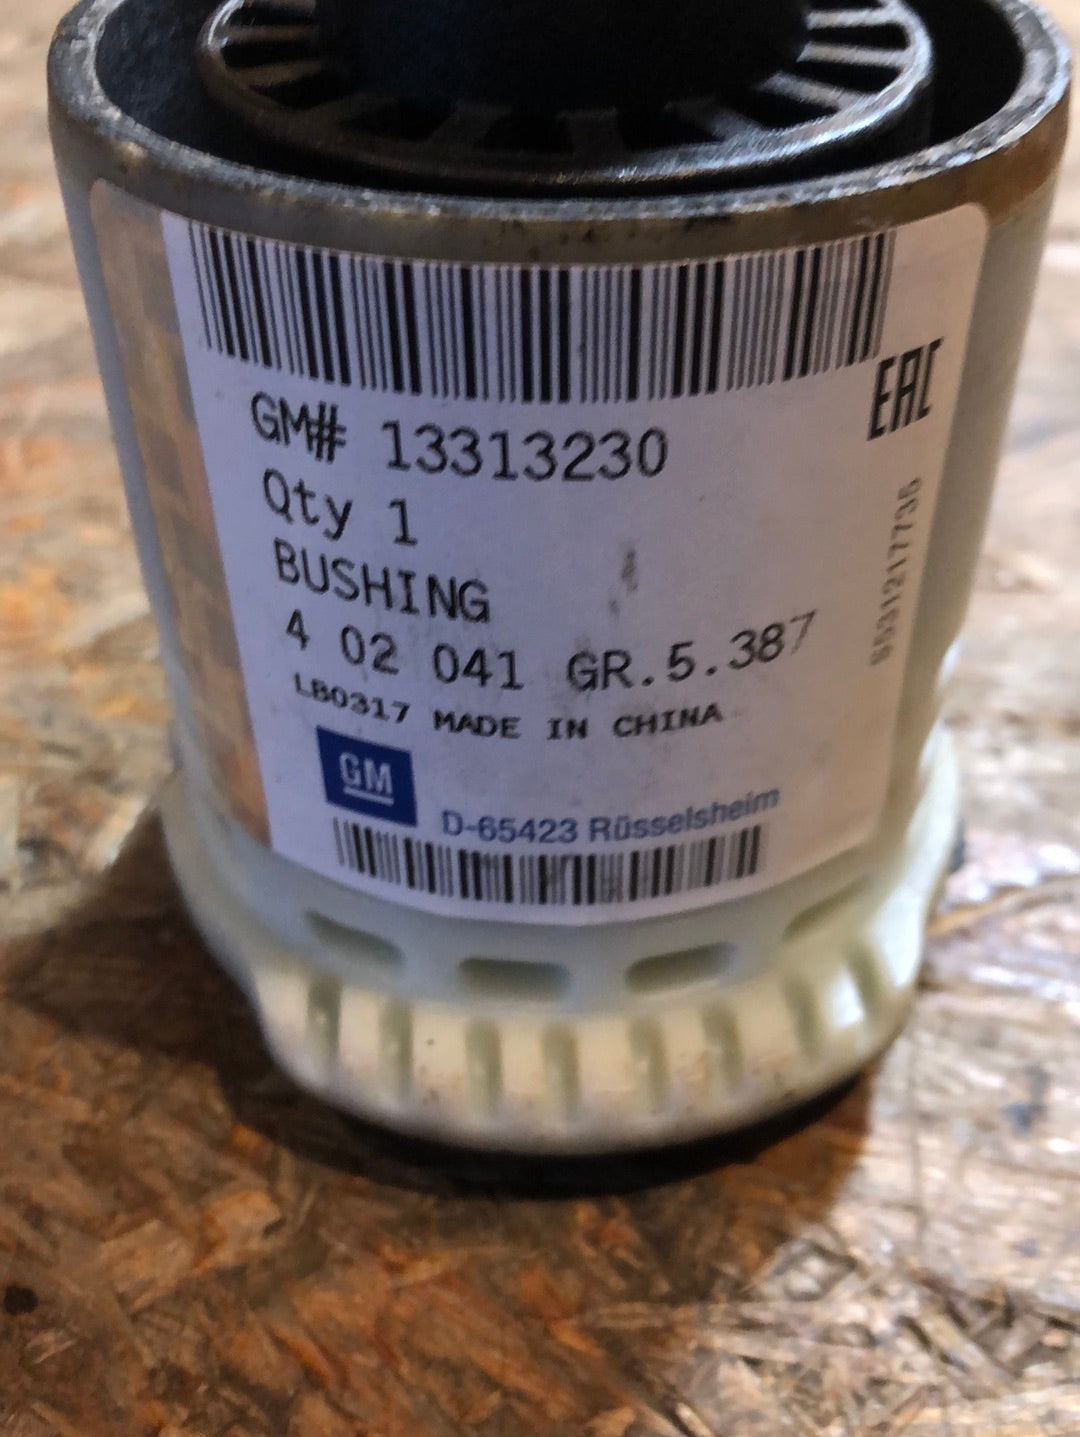 GM# 13313230
EAC
Qty 1
BUSHING
4 02 041 GR.5.387
LB0317 MADE IN CHINA
GM
D-65423 Rüsselsheim